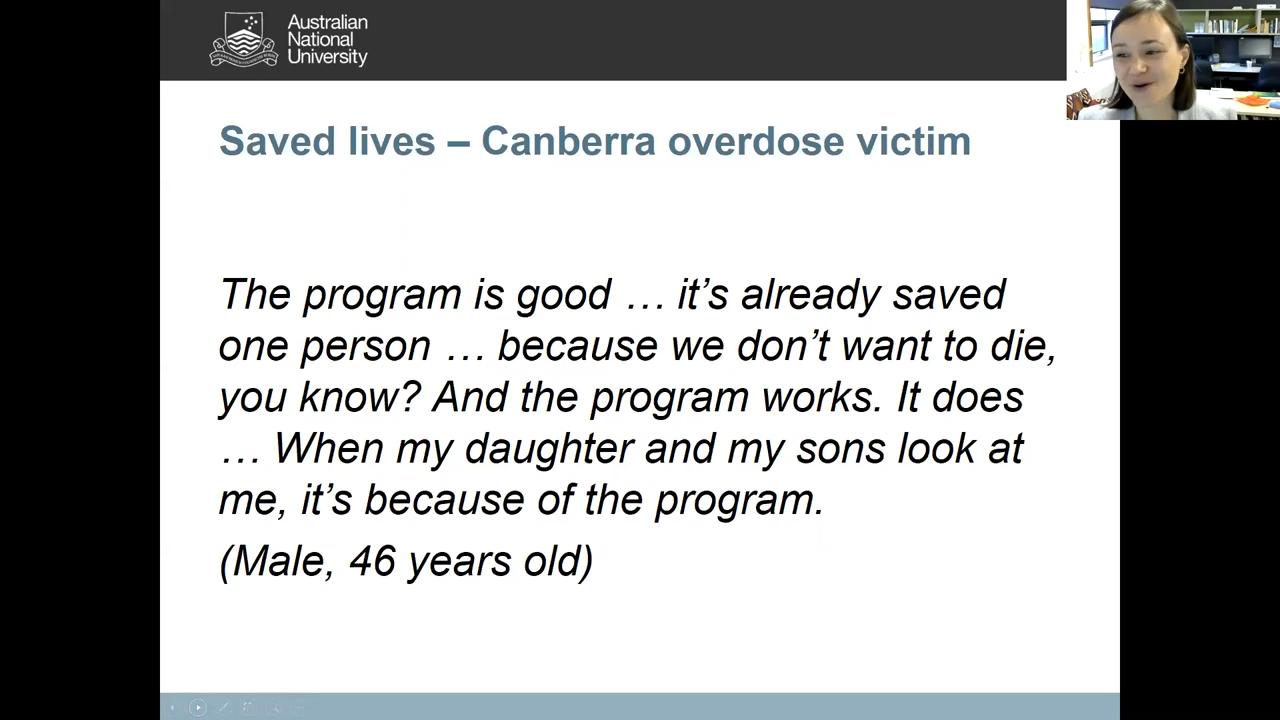 Australian
National
University
Saved lives – Canberra overdose victim
The program is good … it’s already saved
one person … because we don’t want to die,
you know? And the program works. It does
… When my daughter and my sons look at
me, it’s because of the program.
(Male, 46 years old)